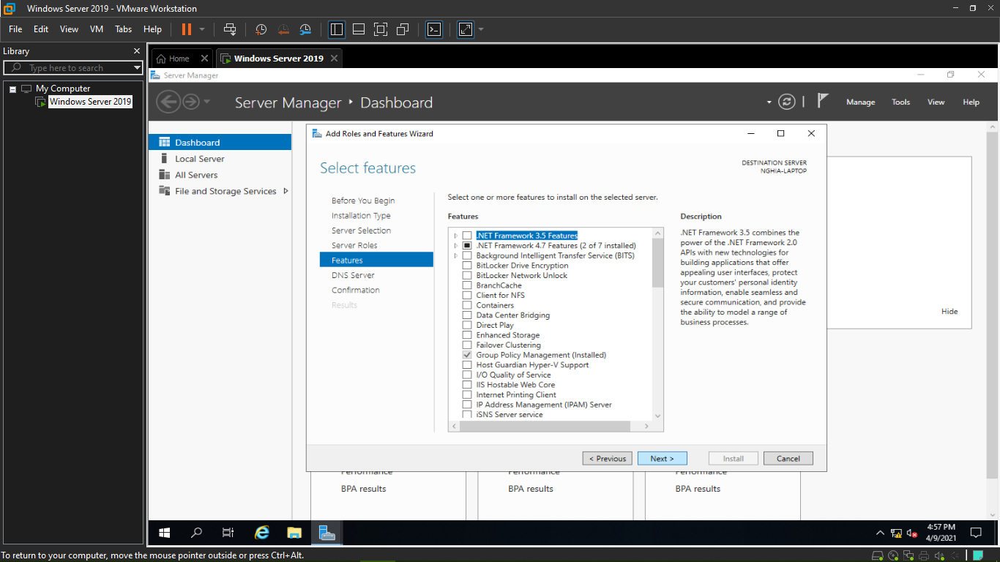 Windows Server 2019 - VMware Workstation
File Edit View VM Tabs Help
Library
Type here to search
My Computer
Windows Server 2019
Home
Windows Server 2019
Server Manager
Server Manager Dashboard
Manage Tools View Help
Dashboard
Local Server
All Servers
File and Storage Services
Add Roles and Features Wizard
Select features
DESTINATION SERVER
NGHIA-LAPTOP
Before You Begin
Installation Type
Server Selection
Server Roles
Features
DNS Server
Confirmation
Results
Select one or more features to install on the selected server.
Features
.NET Framework 3.5 Features
.NET Framework 4.7 Features (2 of 7 installed)
Background Intelligent Transfer Service (BITS)
BitLocker Drive Encryption
BitLocker Network Unlock
BranchCache
Client for NFS
Containers
Data Center Bridging
Direct Play
Enhanced Storage
Failover Clustering
Group Policy Management (Installed)
Host Guardian Hyper-V Support
I/O Quality of Service
IIS Hostable Web Core
Internet Printing Client
IP Address Management (IPAM) Server
iSNS Server service
Description
.NET Framework 3.5 combines the
power of the .NET Framework 2.0
APIs with new technologies for
building applications that offer
appealing user interfaces, protect
your customers' personal identity
information, enable seamless and
secure communication, and provide
the ability to model a range of
business processes.
Hide
< Previous Next > Install Cancel
Performance Performance Performance
BPA results BPA results BPA results
4:57 PM
4/9/2021
To return to your computer, move the mouse pointer outside or press Ctrl+Alt.